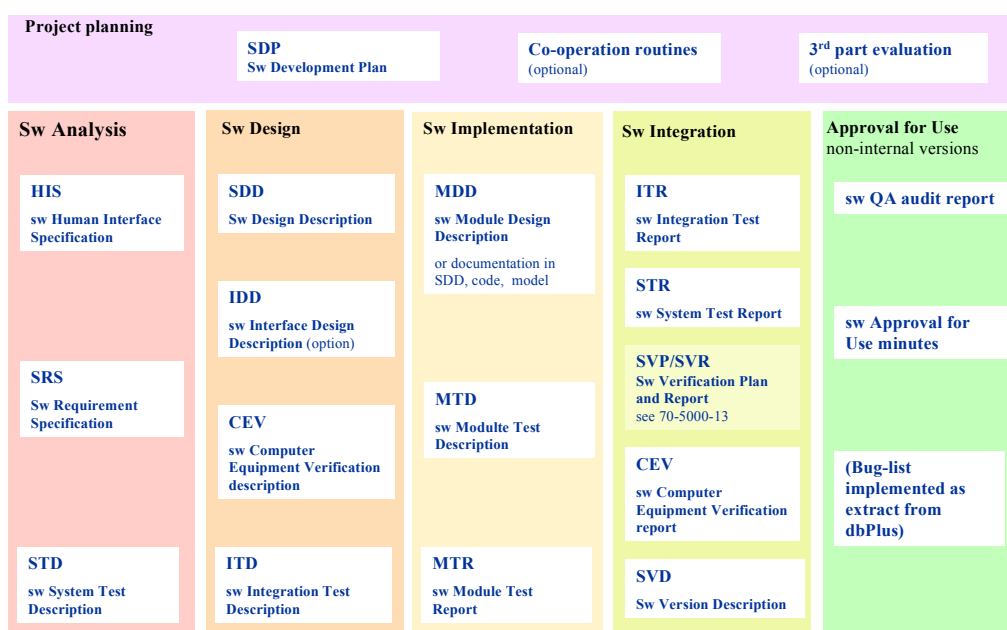 Project planning
SDP
Sw Development Plan
Co-operation routines
(optional)
3rd part evaluation
(optional)
Sw Analysis
HIS
sw Human Interface
Specification
SRS
Sw Requirement
Specification
STD
sw System Test
Description
Sw Design
SDD
Sw Design Description
IDD
sw Interface Design
Description (option)
CEV
sw Computer
Equipment Verification
description
ITD
sw Integration Test
Description
Sw Implementation
MDD
sw Module Design
Description
or documentation in
SDD, code, model
MTD
sw Modulte Test
Description
MTR
sw Module Test
Report
Sw Integration
ITR
sw Integration Test
Report
STR
sw System Test Report
SVP/SVR
Sw Verification Plan
and Report
see 70-5000-13
CEV
sw Computer
Equipment Verification
report
SVD
Sw Version Description
Approval for Use
non-internal versions
sw QA audit report
sw Approval for
Use minutes
(Bug-list
implemented as
extract from
dbPlus)